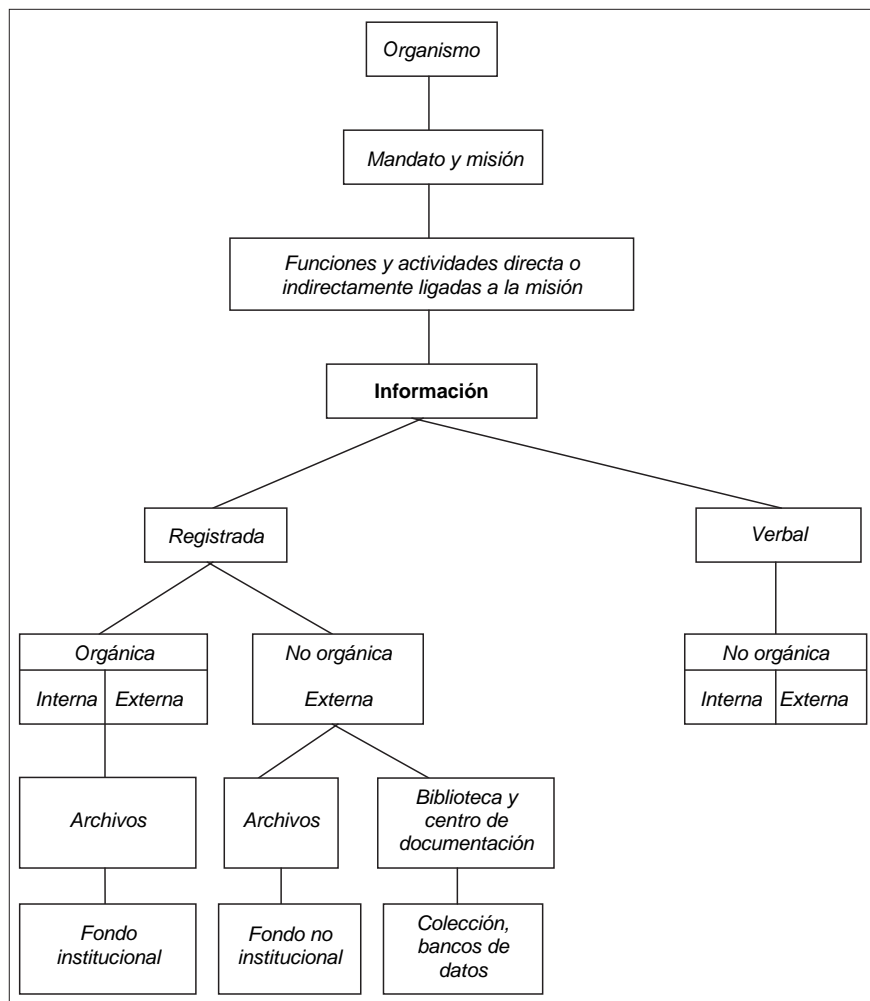 Organismo
Mandato y misión
Funciones y actividades directa o
indirectamente ligadas a la misión
Información
Registrada
Verbal
Orgánica
Interna
Externa
No orgánica
Externa
No orgánica
Interna
Externa
Archivos
Archivos
Biblioteca y
centro de
documentación
Fondo
institucional
Fondo no
institucional
Colección,
bancos de
datos